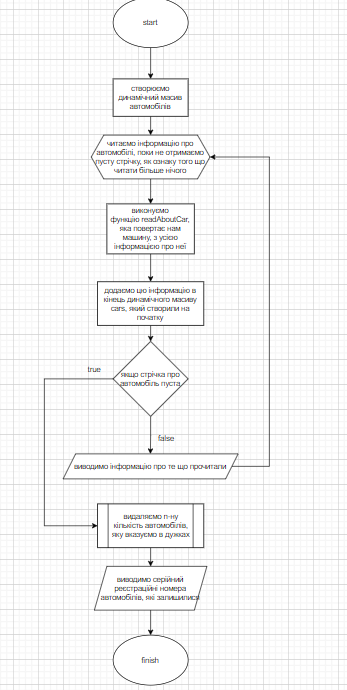 start
створюємо
динамічний масив
автомобілів
читаємо інформацію про
автомобілі, поки не отримаємо
пусту стрічку, як ознаку того що
читати більше нічого
виконуємо
функцію readAboutCar,
яка повертає нам
машину, з усією
інформацією про неї
додаємо цю інформацію в
кінець динамічного масиву
cars, який створили на
початку
true
якщо стрічка про
автомобіль пуста
false
виводимо інформацію про те що прочитали
видаляємо n-ну
кількість автомобілів,
яку вказуємо в дужках
виводимо серійний
реєстраційні номера
автомобілів, які залишилися
finish